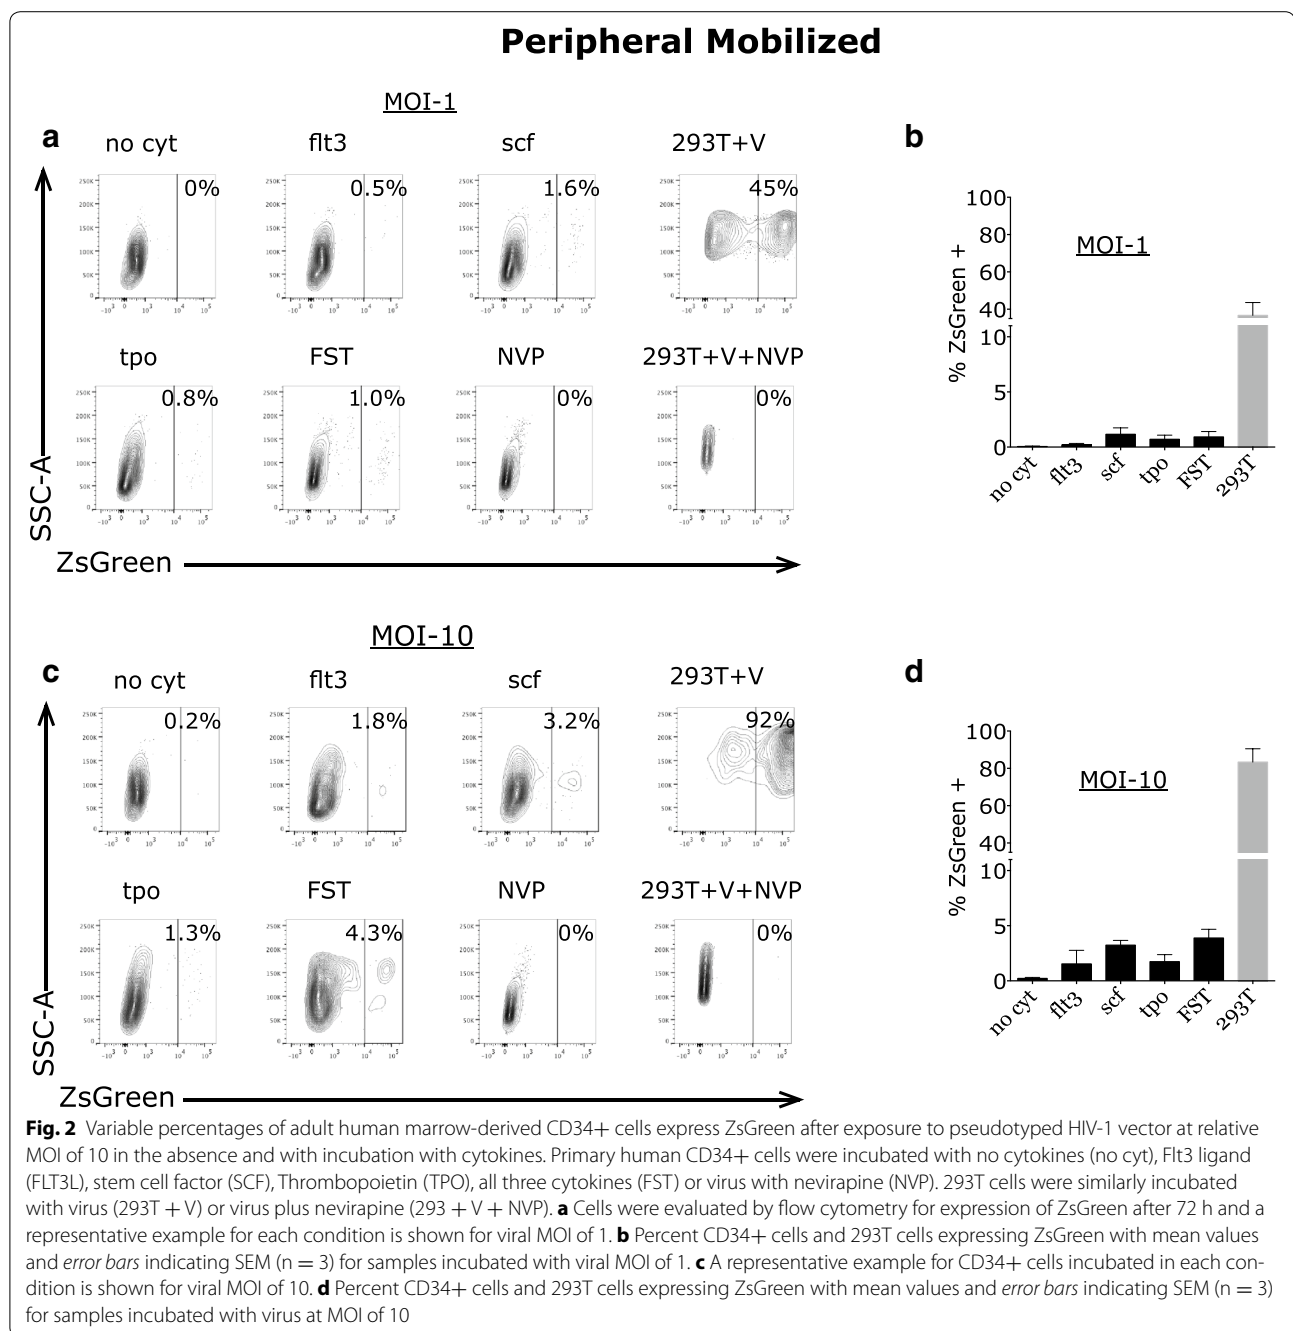 Peripheral Mobilized
MOI-1
a
no cyt
flt3
scf
293T+V
0%
0.5%
1.6%
45%
tpo
FST
NVP
293T+V+NVP
0.8%
1.0%
0%
0%
SSC-A
ZsGreen
b
MOI-1
% ZsGreen +
100
80
60
40
10
5
0
no cyt
flt3
scf
tpo
FST
293T
MOI-10
c
no cyt
flt3
scf
293T+V
0.2%
1.8%
3.2%
92%
tpo
FST
NVP
293T+V+NVP
1.3%
4.3%
0%
0%
SSC-A
ZsGreen
d
MOI-10
% ZsGreen +
100
80
60
40
10
5
0
no cyt
flt3
scf
tpo
FST
293T
Fig. 2 Variable percentages of adult human marrow-derived CD34+ cells express ZsGreen after exposure to pseudotyped HIV-1 vector at relative
MOI of 10 in the absence and with incubation with cytokines. Primary human CD34+ cells were incubated with no cytokines (no cyt), Flt3 ligand
(FLT3L), stem cell factor (SCF), Thrombopoietin (TPO), all three cytokines (FST) or virus with nevirapine (NVP). 293T cells were similarly incubated
with virus (293T + V) or virus plus nevirapine (293 + V + NVP). a Cells were evaluated by flow cytometry for expression of ZsGreen after 72 h and a
representative example for each condition is shown for viral MOI of 1. b Percent CD34+ cells and 293T cells expressing ZsGreen with mean values
and error bars indicating SEM (n = 3) for samples incubated with viral MOI of 1. c A representative example for CD34+ cells incubated in each con-
dition is shown for viral MOI of 10. d Percent CD34+ cells and 293T cells expressing ZsGreen with mean values and error bars indicating SEM (n = 3)
for samples incubated with virus at MOI of 10